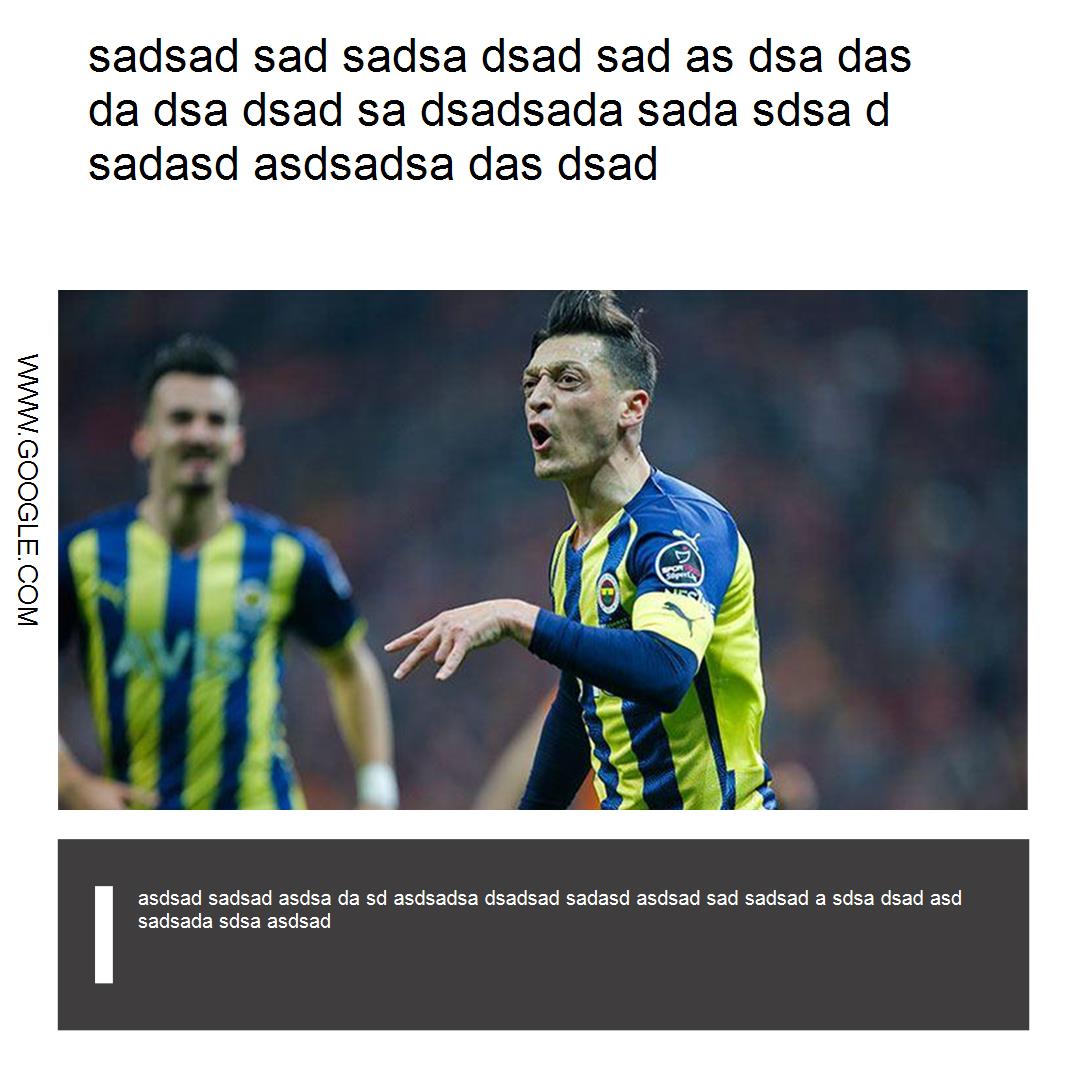 sadsad sad sadsa dsad sad as dsa das
da dsa dsad sa dsadsada sada sdsa d
sadasd asdsadsa das dsad
WWW.GOOGLE.COM
AVIS
asdsad sadsad asdsa da sd asdsadsa dsadsad sadasd asdsad sad sadsad a sdsa dsad asd
sadsada sdsa asdsad